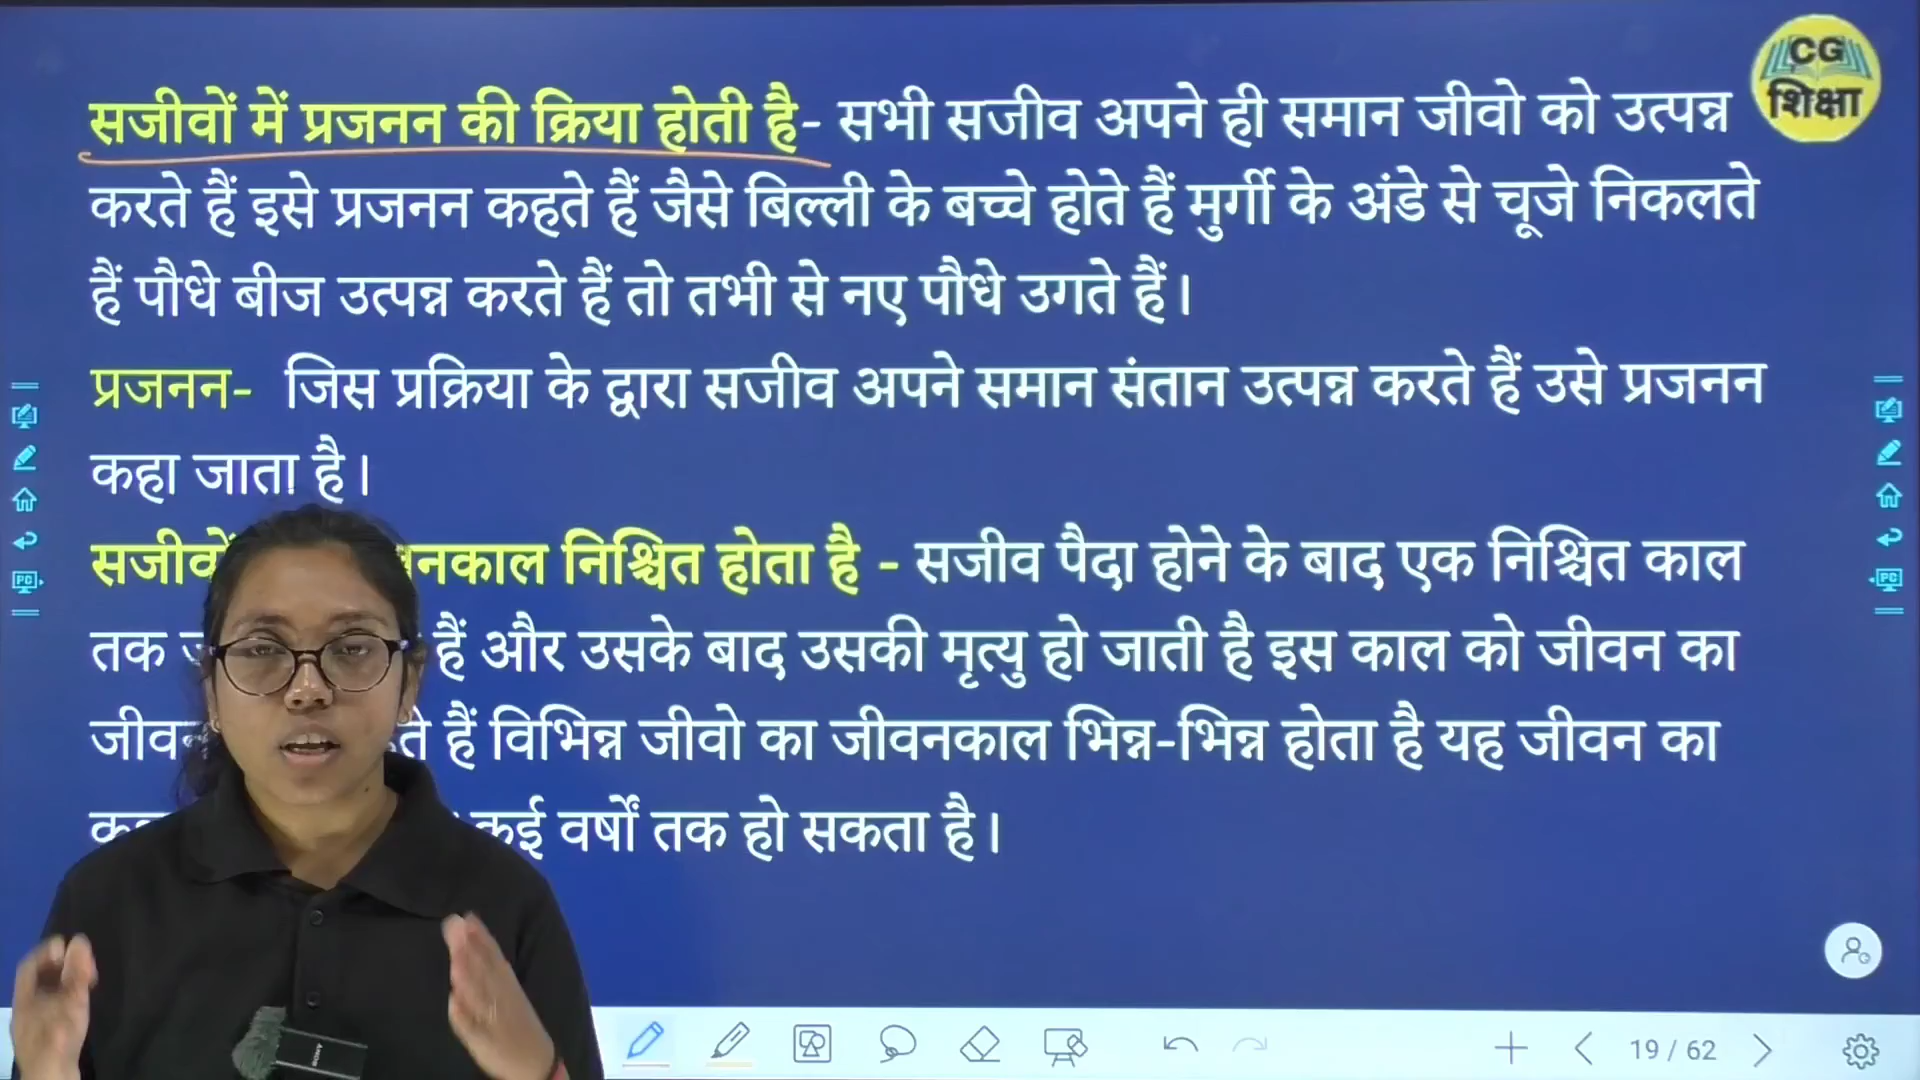 CG
शिक्षा
सजीवों में प्रजनन की क्रिया होती है- सभी सजीव अपने ही समान जीवो को उत्पन्न
करते हैं इसे प्रजनन कहते हैं जैसे बिल्ली के बच्चे होते हैं मुर्गी के अंडे से चूजे निकलते
हैं पौधे बीज उत्पन्न करते हैं तो तभी से नए पौधे उगते हैं।
प्रजनन- जिस प्रक्रिया के द्वारा सजीव अपने समान संतान उत्पन्न करते हैं उसे प्रजनन
कहा जाता है।
निश्चित होता है - सजीव पैदा होने के बाद एक निश्चित काल
तक हैं और उसके बाद उसकी मृत्यु हो जाती है इस काल को जीवन का
हैं विभिन्न जीवो का जीवनकाल भिन्न-भिन्न होता है यह जीवन का
कई वर्षों तक हो सकता है।
19 / 62